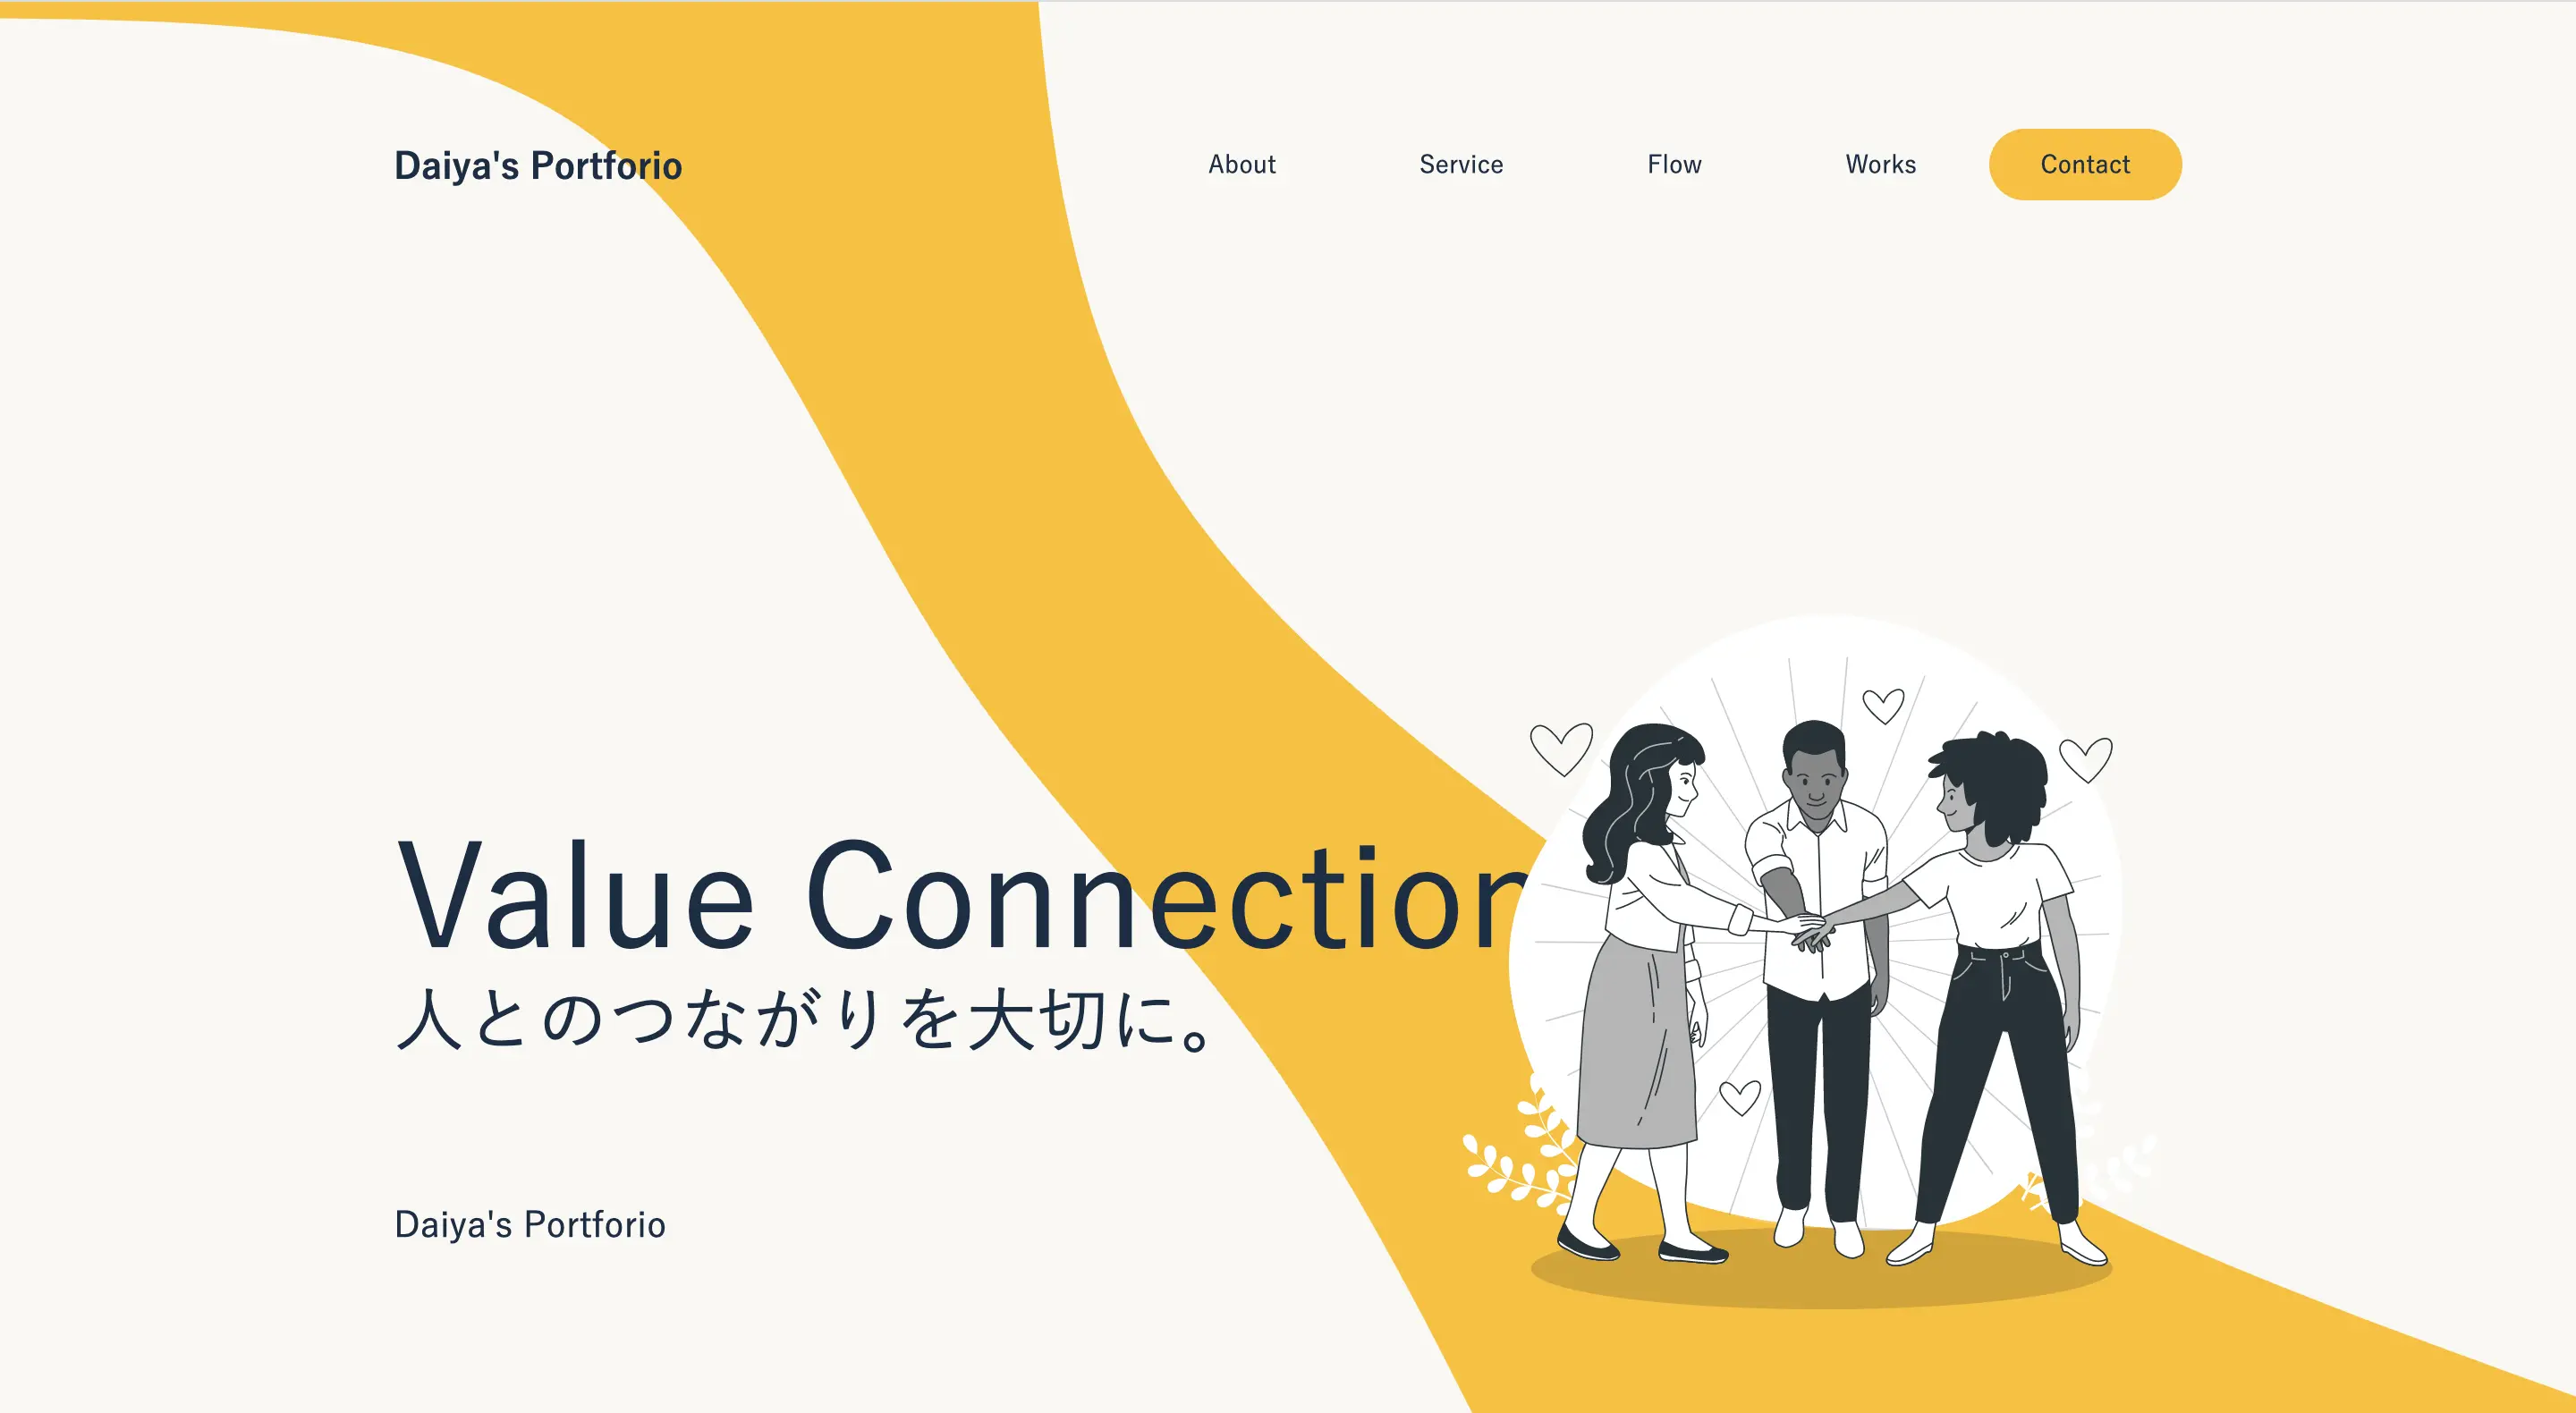 Daiya's Portforio
About Service Flow Works Contact
Value Connection
人とのつながりを大切に。
Daiya's Portforio